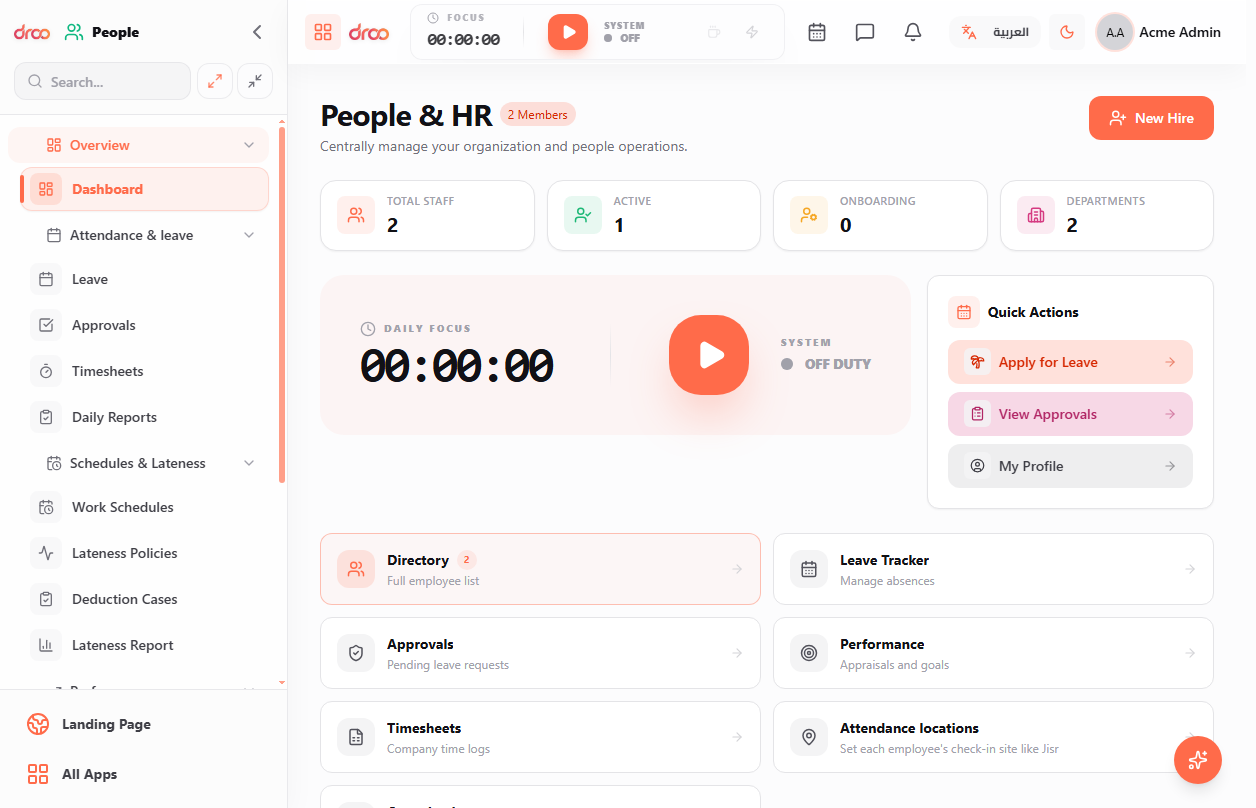 droo
People
Search...
Overview
Dashboard
Attendance & leave
Leave
Approvals
Timesheets
Daily Reports
Schedules & Lateness
Work Schedules
Lateness Policies
Deduction Cases
Lateness Report
Landing Page
All Apps
droo
FOCUS
00:00:00
SYSTEM
OFF
العربية
A.A
Acme Admin
People & HR
2 Members
Centrally manage your organization and people operations.
New Hire
TOTAL STAFF
2
ACTIVE
1
ONBOARDING
0
DEPARTMENTS
2
DAILY FOCUS
00:00:00
SYSTEM
OFF DUTY
Quick Actions
Apply for Leave
View Approvals
My Profile
Directory 2
Full employee list
Leave Tracker
Manage absences
Approvals
Pending leave requests
Performance
Appraisals and goals
Timesheets
Company time logs
Attendance locations
Set each employee's check-in site like Jisr